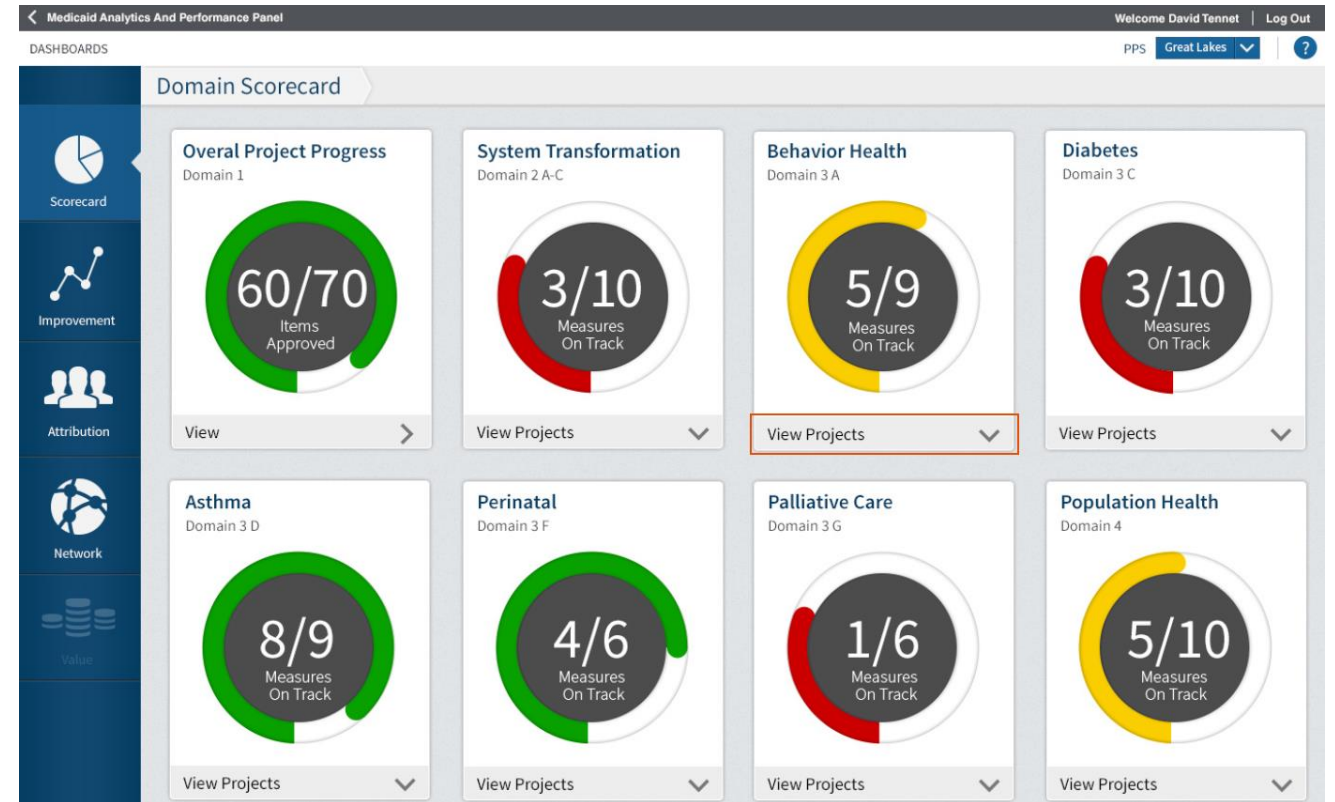 Medicaid Analytics And Performance Panel
Welcome David Tennet | Log Out
DASHBOARDS
PPS Great Lakes
?
Domain Scorecard
Scorecard
Improvement
Attribution
Network
Value
Overal Project Progress
Domain 1
60/70
Items
Approved
View
System Transformation
Domain 2 A-C
3/10
Measures
On Track
View Projects
Behavior Health
Domain 3 A
5/9
Measures
On Track
View Projects
Diabetes
Domain 3 C
3/10
Measures
On Track
View Projects
Asthma
Domain 3 D
8/9
Measures
On Track
View Projects
Perinatal
Domain 3 F
4/6
Measures
On Track
View Projects
Palliative Care
Domain 3 G
1/6
Measures
On Track
View Projects
Population Health
Domain 4
5/10
Measures
On Track
View Projects